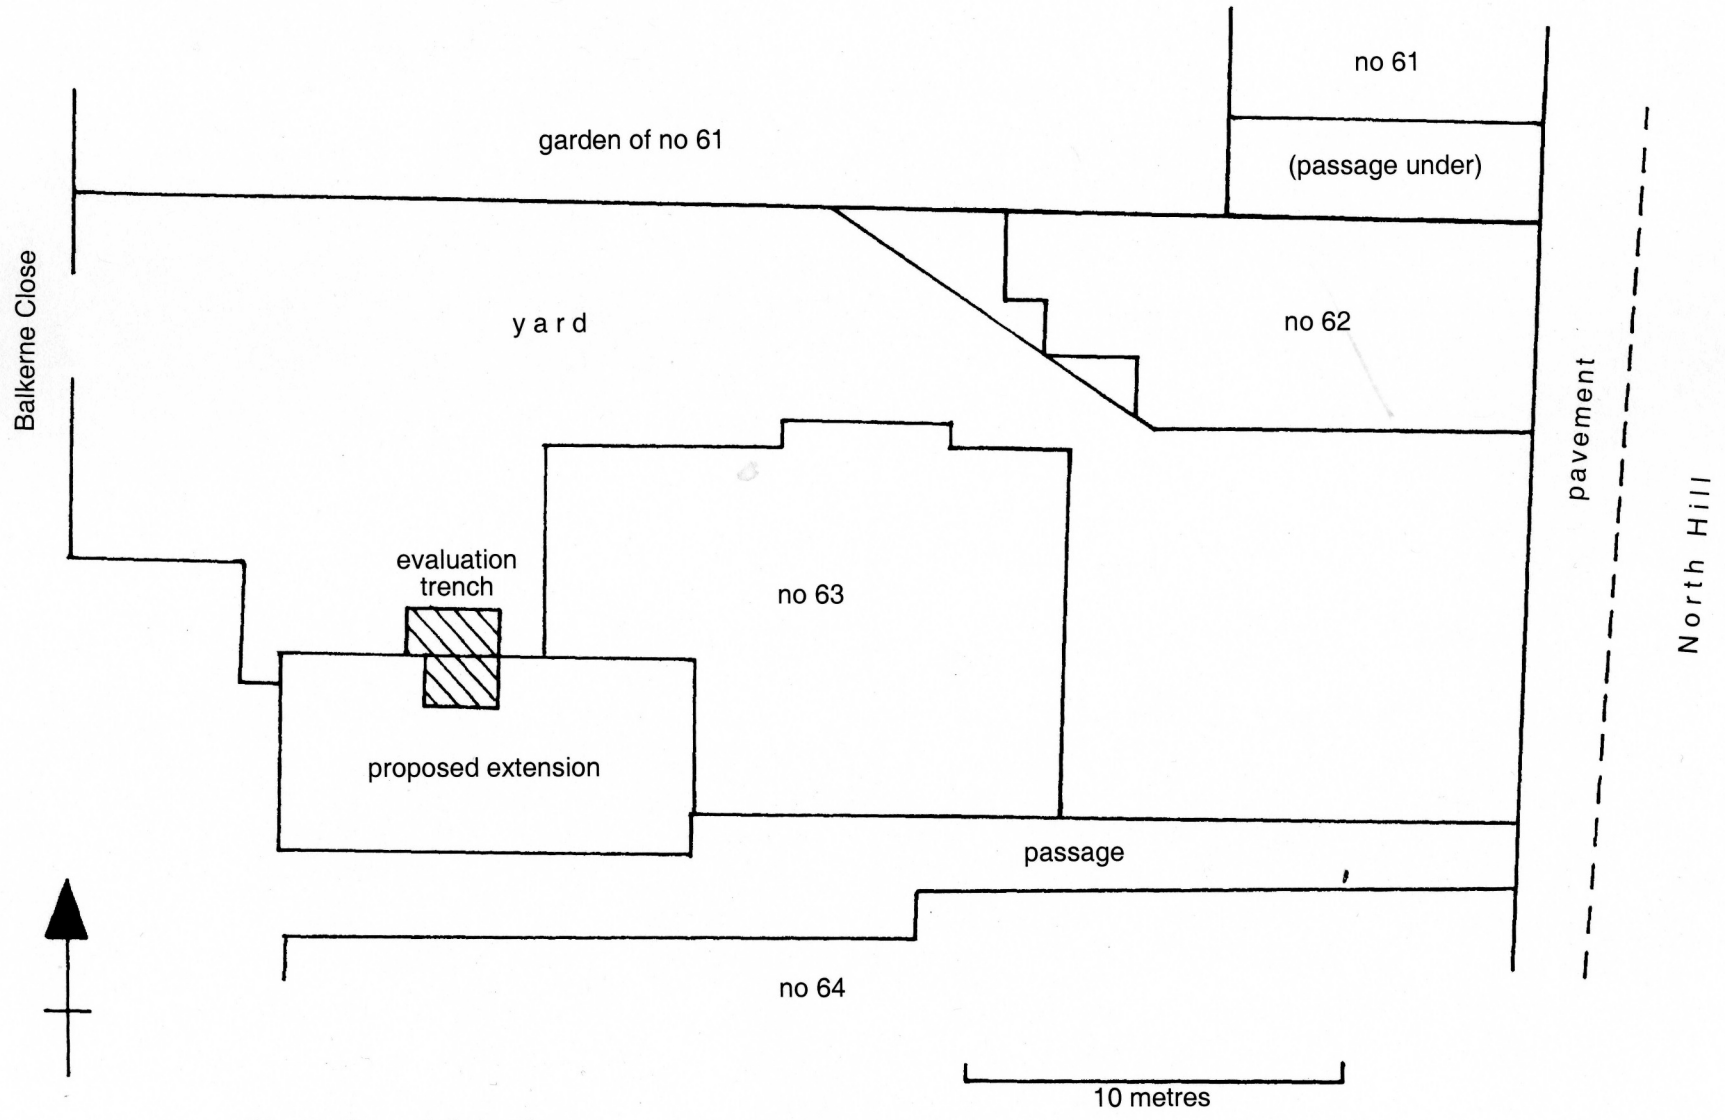 no 61
garden of no 61
(passage under)
Balkerne Close
yard
no 62
pavement
North Hill
evaluation
trench
no 63
proposed extension
passage
no 64
10 metres